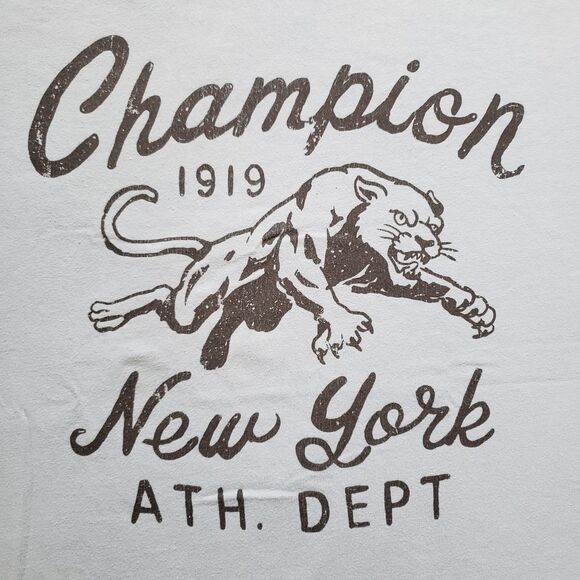 Champion
1919
New York
ATH. DEPT